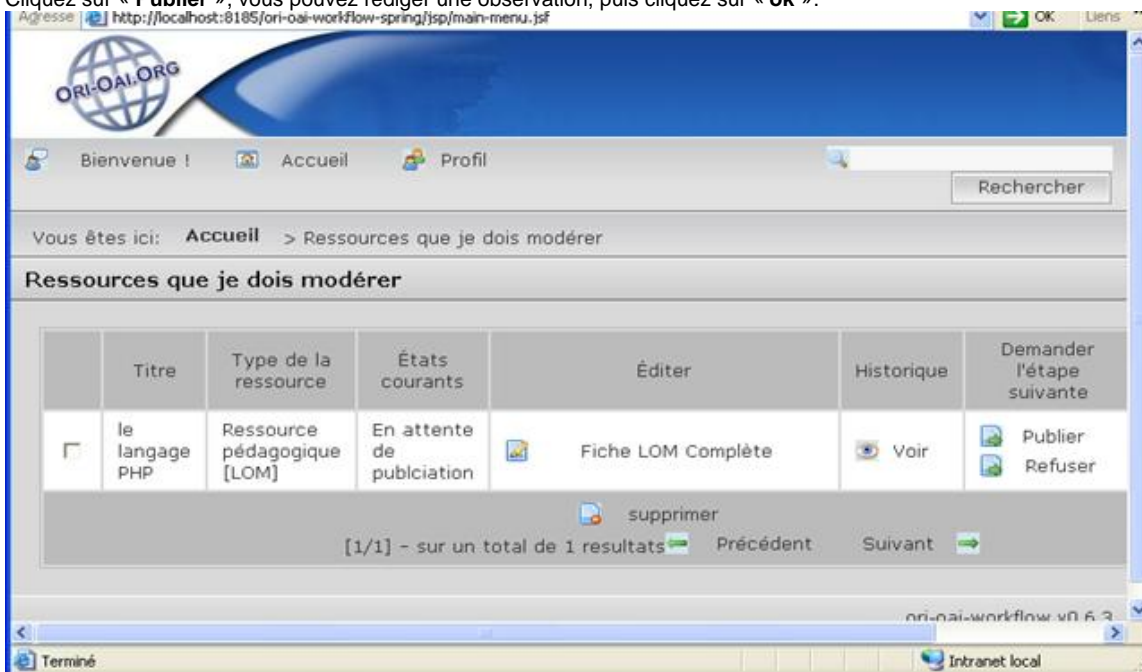 Cliquez sur « Publier », vous pouvez rédiger une observation, puis cliquez sur « ok ».
Adresse http://localhost:8185/ori-oai-workflow-spring/jsp/main-menu.jsf OK Liens
ORI-OAI.ORG
Bienvenue ! Accueil Profil
Rechercher
Vous êtes ici: Accueil > Ressources que je dois modérer
Ressources que je dois modérer
Titre Type de la ressource États courants Éditer Historique Demander l'étape suivante
le langage PHP Ressource pédagogique [LOM] En attente de publciation Fiche LOM Complète Voir Publier Refuser
supprimer
[1/1] - sur un total de 1 resultats Précédent Suivant
ori-oai-workflow v0.6.3
Terminé Intranet local